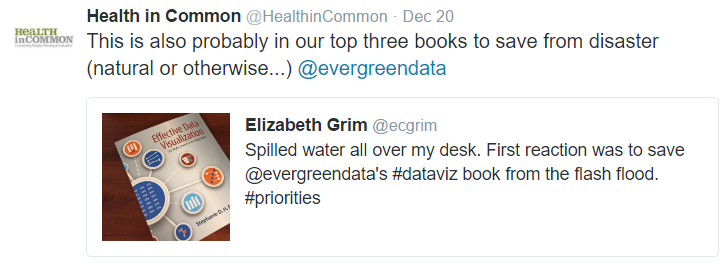 HEALTH
inCOMMON
Health in Common @HealthinCommon · Dec 20
This is also probably in our top three books to save from disaster
(natural or otherwise...) @evergreendata
Effective Data
Visualization
Stephanie D. H.
Elizabeth Grim @ecgrim
Spilled water all over my desk. First reaction was to save
@evergreendata's #dataviz book from the flash flood.
#priorities